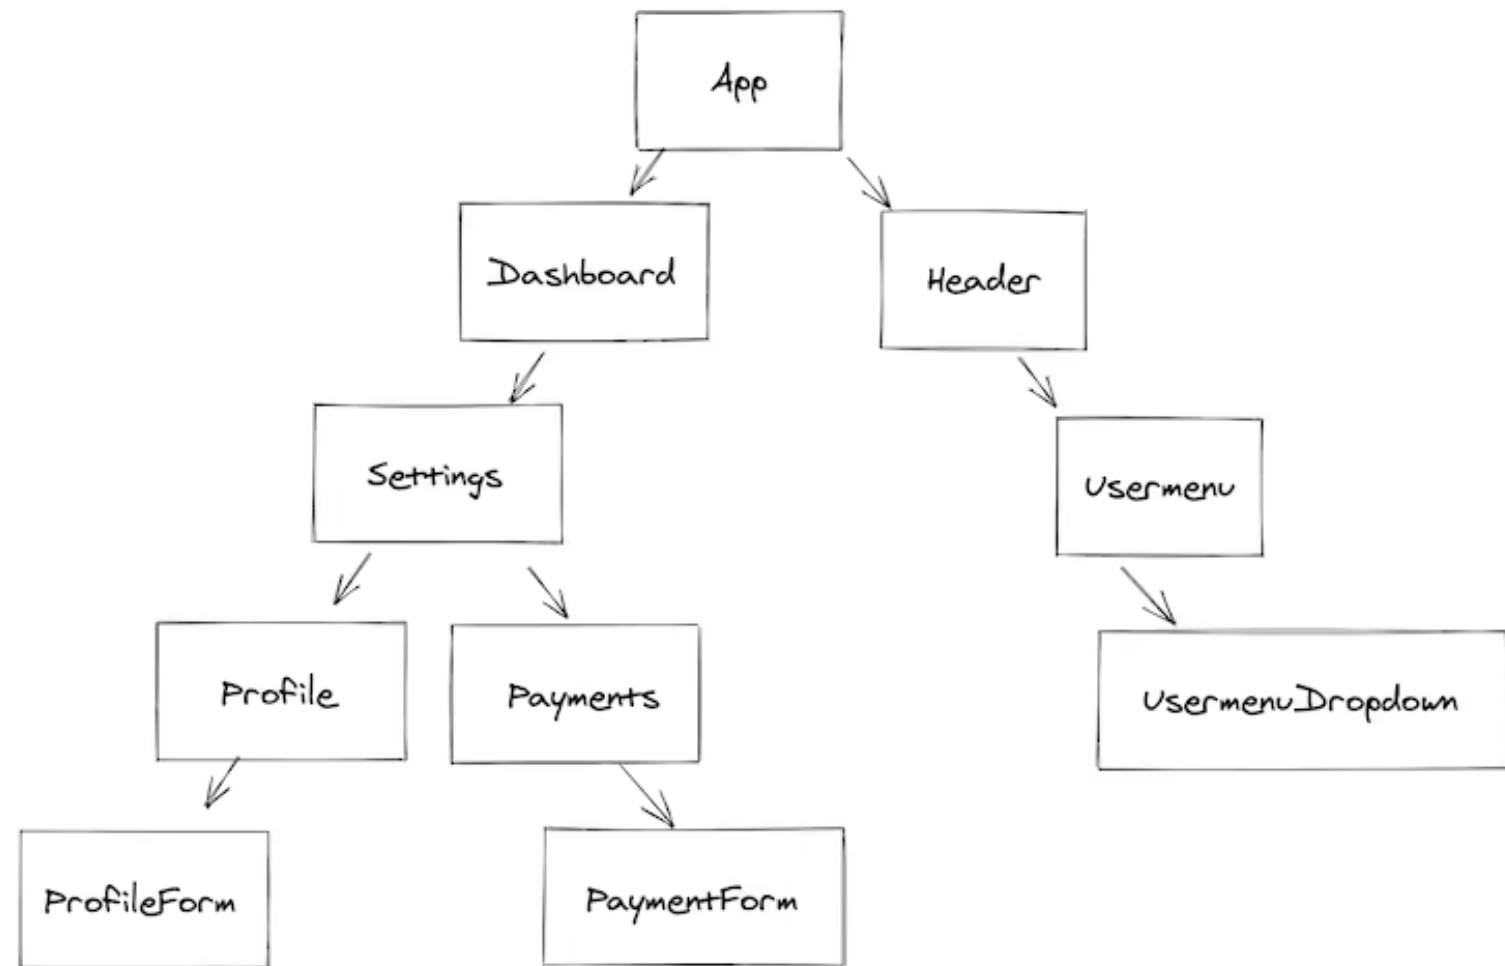 App
Dashboard
Header
Settings
Usermenu
Profile
Payments
UsermenuDropdown
ProfileForm
PaymentForm